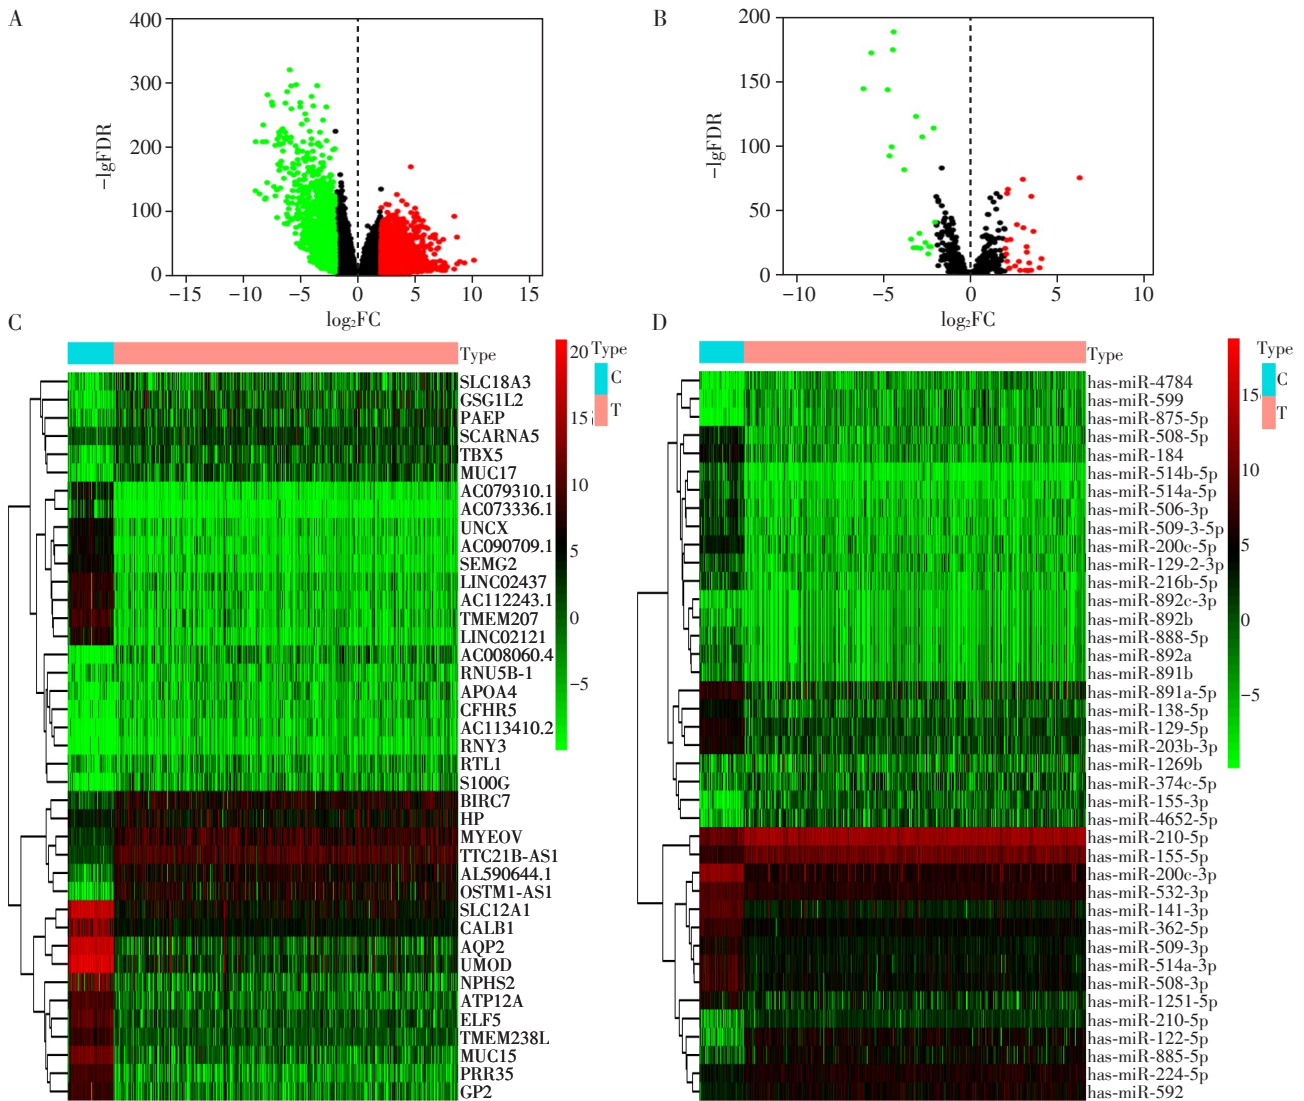 A
400
300
200
100
0
−lgFDR
−15 −10 −5 0 5 10 15
log₂FC
B
200
150
100
50
0
−lgFDR
−10 −5 0 5 10
log₂FC
C
Type
SLC18A3
GSG1L2
PAEP
SCARNA5
TBX5
MUC17
AC079310.1
AC073336.1
UNCX
AC090709.1
SEMG2
LINC02437
AC112243.1
TMEM207
LINC02121
AC008060.4
RNU5B-1
APOA4
CFHR5
AC113410.2
RNY3
RTL1
S100G
BIRC7
HP
MYEOV
TTC21B-AS1
AL590644.1
OSTM1-AS1
SLC12A1
CALB1
AQP2
UMOD
NPHS2
ATP12A
ELF5
TMEM238L
MUC15
PRR35
GP2
20
15
10
5
0
−5
Type
C
T
D
Type
has-miR-4784
has-miR-599
has-miR-875-5p
has-miR-508-5p
has-miR-184
has-miR-514b-5p
has-miR-514a-5p
has-miR-506-3p
has-miR-509-3-5p
has-miR-200c-5p
has-miR-129-2-3p
has-miR-216b-5p
has-miR-892c-3p
has-miR-892b
has-miR-888-5p
has-miR-892a
has-miR-891b
has-miR-891a-5p
has-miR-138-5p
has-miR-129-5p
has-miR-203b-3p
has-miR-1269b
has-miR-374c-5p
has-miR-155-3p
has-miR-4652-5p
has-miR-210-5p
has-miR-155-5p
has-miR-200c-3p
has-miR-532-3p
has-miR-141-3p
has-miR-362-5p
has-miR-509-3p
has-miR-514a-3p
has-miR-508-3p
has-miR-1251-5p
has-miR-210-5p
has-miR-122-5p
has-miR-885-5p
has-miR-224-5p
has-miR-592
15
10
5
0
−5
Type
C
T